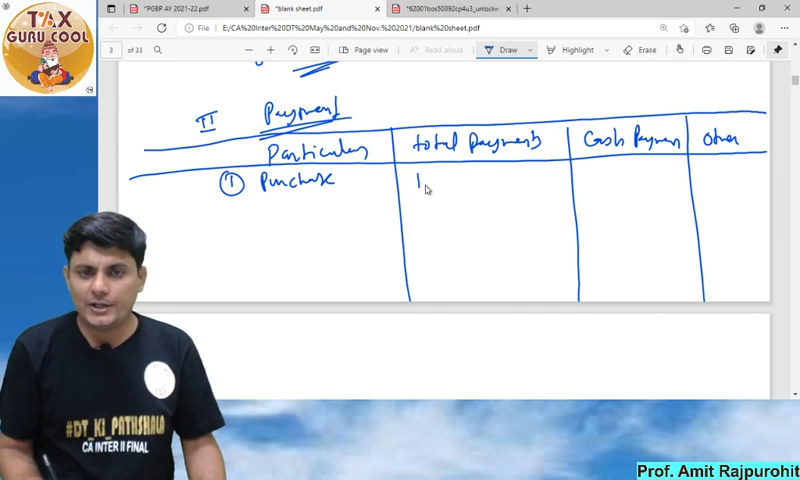 TAX
GURU COOL
*PGBP AY 2021-22.pdf
*blank sheet.pdf
*62001bos50392cp4u3_unlocke
3 of 33
E:/CA%20Inter%20DT%20May%20and%20Nov.%202021/blank%20sheet.pdf
Page view
Read aloud
Draw
Highlight
Erase
II Payment
Particulars total payments Cash Payment Other
① Purchase 1
#DT_KI_PATHSHALA
CA INTER II FINAL
Prof. Amit Rajpurohit